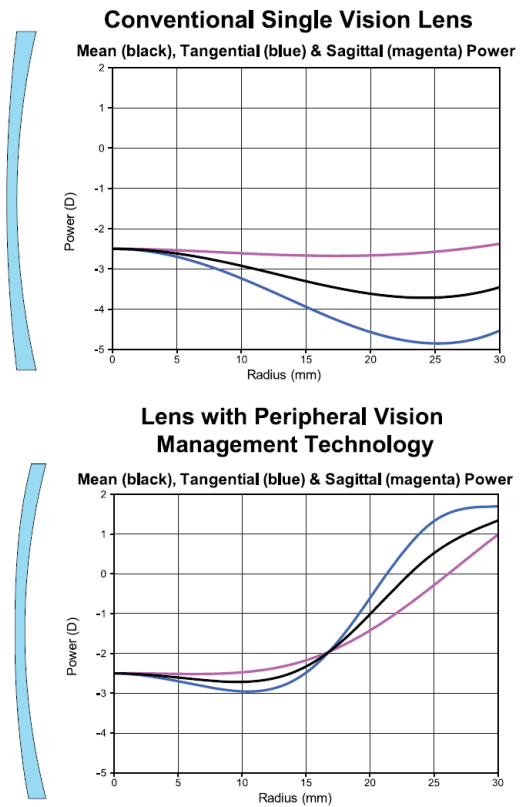 Conventional Single Vision Lens
Mean (black), Tangential (blue) & Sagittal (magenta) Power
2
1
0
-1
-2
-3
-4
-5
Power (D)
0 5 10 15 20 25 30
Radius (mm)
Lens with Peripheral Vision
Management Technology
Mean (black), Tangential (blue) & Sagittal (magenta) Power
2
1
0
-1
-2
-3
-4
-5
Power (D)
0 5 10 15 20 25 30
Radius (mm)